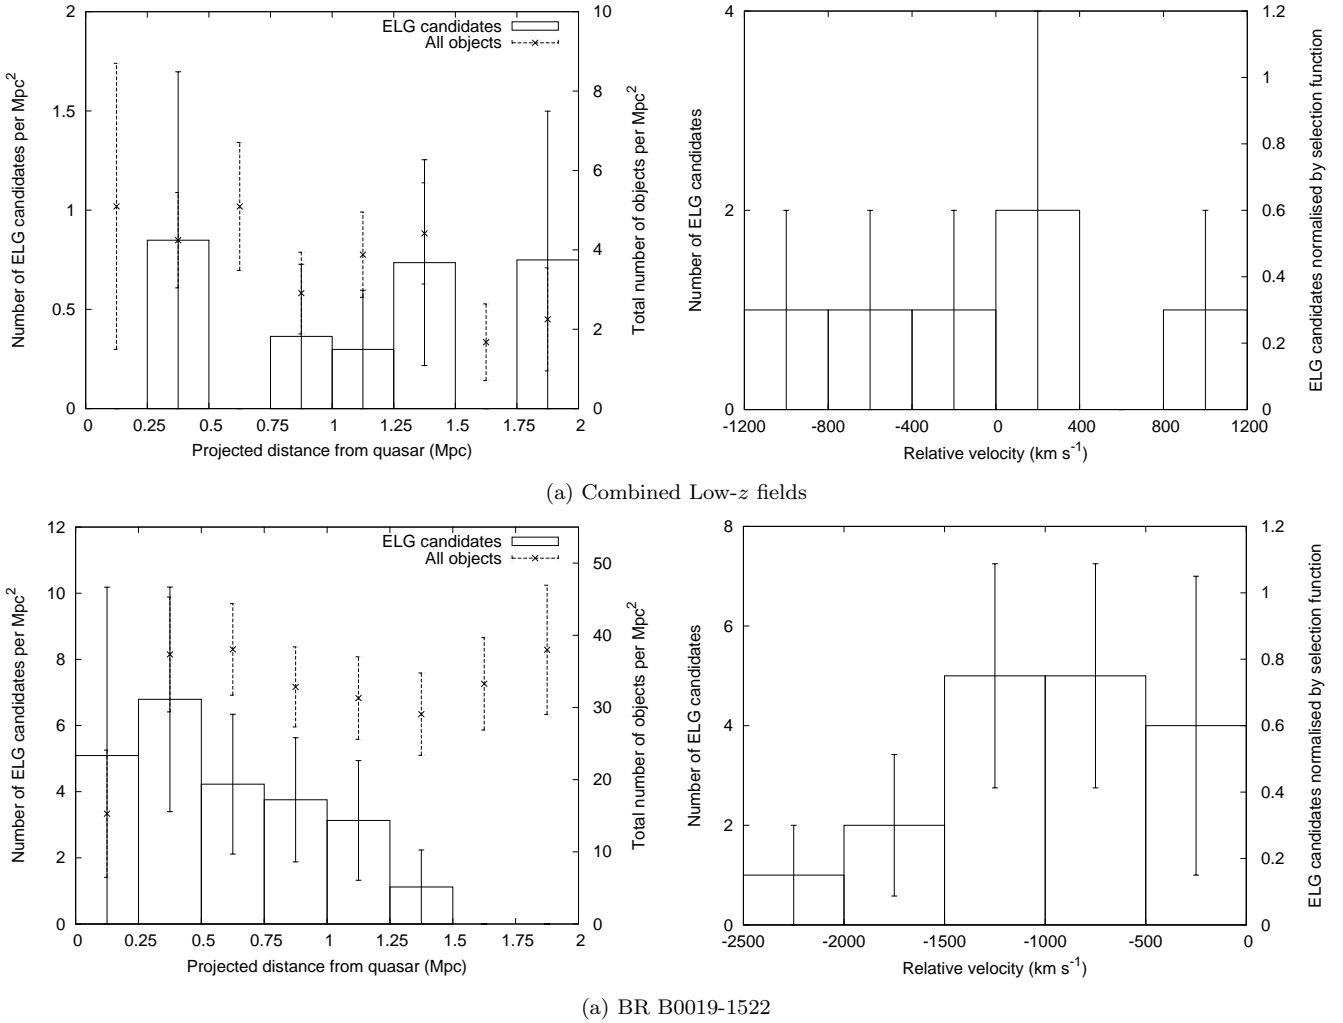 ELG candidates
All objects
Number of ELG candidates per Mpc2
2
1.5
1
0.5
0
10
8
6
4
2
0
Total number of objects per Mpc2
0 0.25 0.5 0.75 1 1.25 1.5 1.75 2
Projected distance from quasar (Mpc)
Number of ELG candidates
4
2
0
1.2
1
0.8
0.6
0.4
0.2
0
ELG candidates normalised by selection function
-1200 -800 -400 0 400 800 1200
Relative velocity (km s-1)
(a) Combined Low-z fields
ELG candidates
All objects
Number of ELG candidates per Mpc2
12
10
8
6
4
2
0
50
40
30
20
10
0
Total number of objects per Mpc2
0 0.25 0.5 0.75 1 1.25 1.5 1.75 2
Projected distance from quasar (Mpc)
Number of ELG candidates
8
6
4
2
0
1.2
1
0.8
0.6
0.4
0.2
0
ELG candidates normalised by selection function
-2500 -2000 -1500 -1000 -500 0
Relative velocity (km s-1)
(a) BR B0019-1522